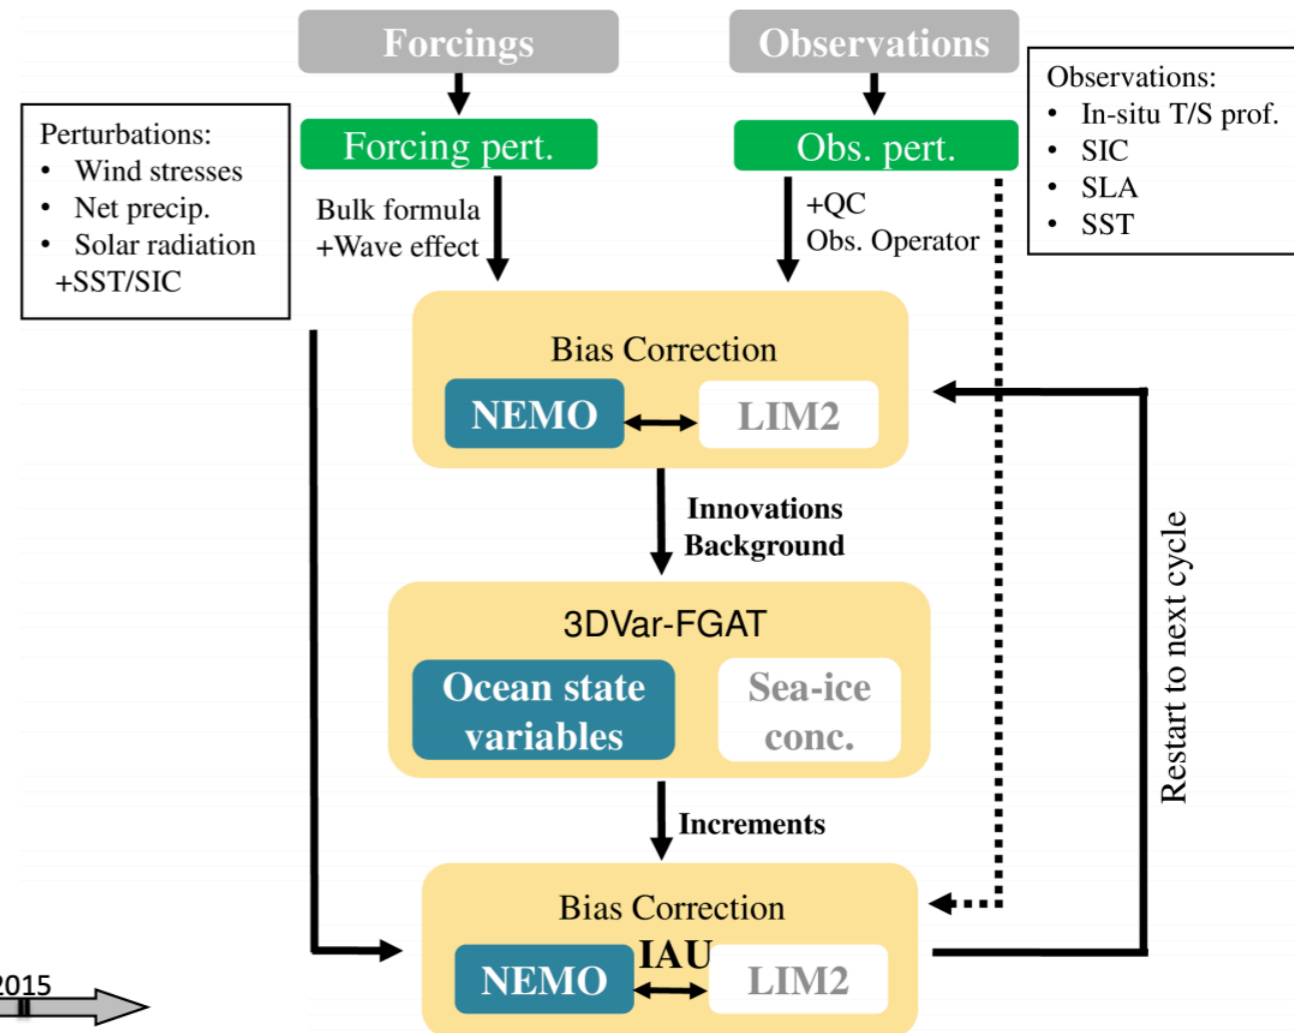 Forcings
Observations
Perturbations:
• Wind stresses
• Net precip.
• Solar radiation
+SST/SIC
Forcing pert.
Obs. pert.
Observations:
• In-situ T/S prof.
• SIC
• SLA
• SST
Bulk formula
+Wave effect
+QC
Obs. Operator
Bias Correction
NEMO
LIM2
Innovations
Background
3DVar-FGAT
Ocean state
variables
Sea-ice
conc.
Increments
Restart to next cycle
Bias Correction
IAU
NEMO
LIM2
2015